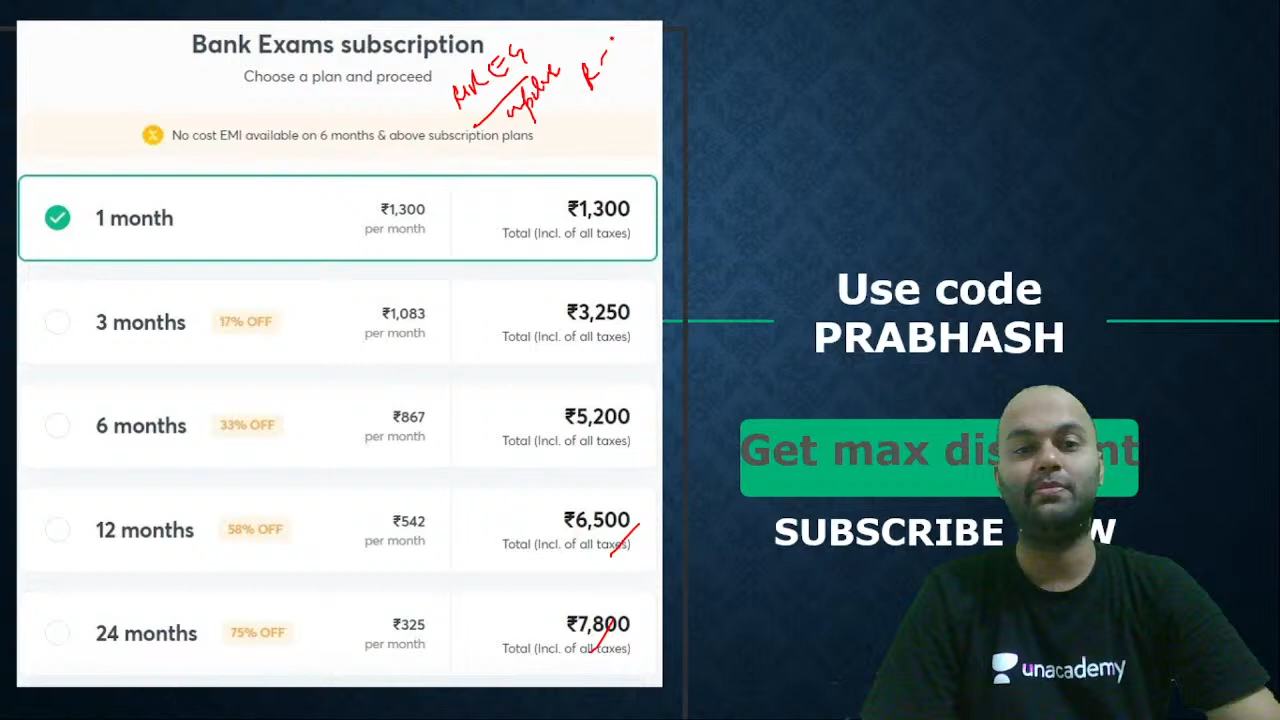 Bank Exams subscription
Choose a plan and proceed
No cost EMI available on 6 months & above subscription plans
1 month
₹1,300
per month
₹1,300
Total (Incl. of all taxes)
3 months
17% OFF
₹1,083
per month
₹3,250
Total (Incl. of all taxes)
6 months
33% OFF
₹867
per month
₹5,200
Total (Incl. of all taxes)
12 months
58% OFF
₹542
per month
₹6,500
Total (Incl. of all taxes)
24 months
75% OFF
₹325
per month
₹7,800
Total (Incl. of all taxes)
Use code
PRABHASH
Get max
SUBSCRIBE
unacademy